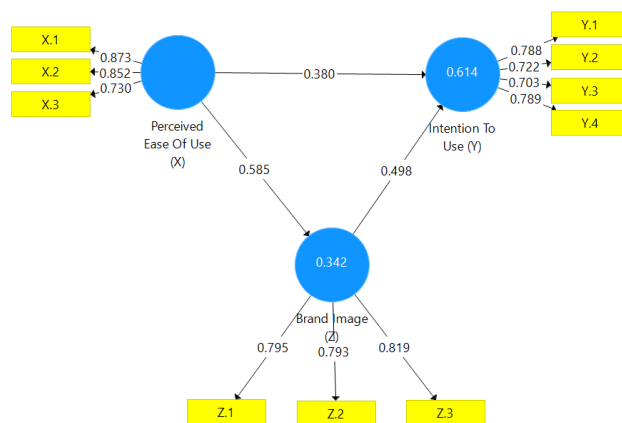 X.1
X.2
X.3
0.873
0.852
0.730
Perceived
Ease Of Use
(X)
0.380
0.614
Intention To
Use (Y)
0.788
0.722
0.703
0.789
Y.1
Y.2
Y.3
Y.4
0.585
0.498
0.342
Brand Image
(Z)
0.795
0.793
0.819
Z.1
Z.2
Z.3